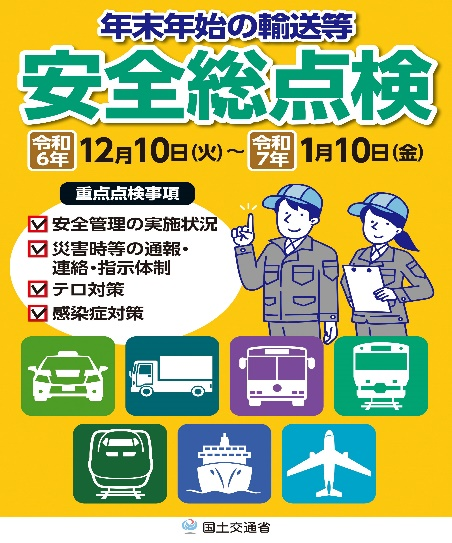 年末年始の輸送等
安全総点検
令和6年 12月10日(火)～令和7年 1月10日(金)
重点点検事項
安全管理の実施状況
災害時等の通報・
連絡・指示体制
テロ対策
感染症対策
国土交通省